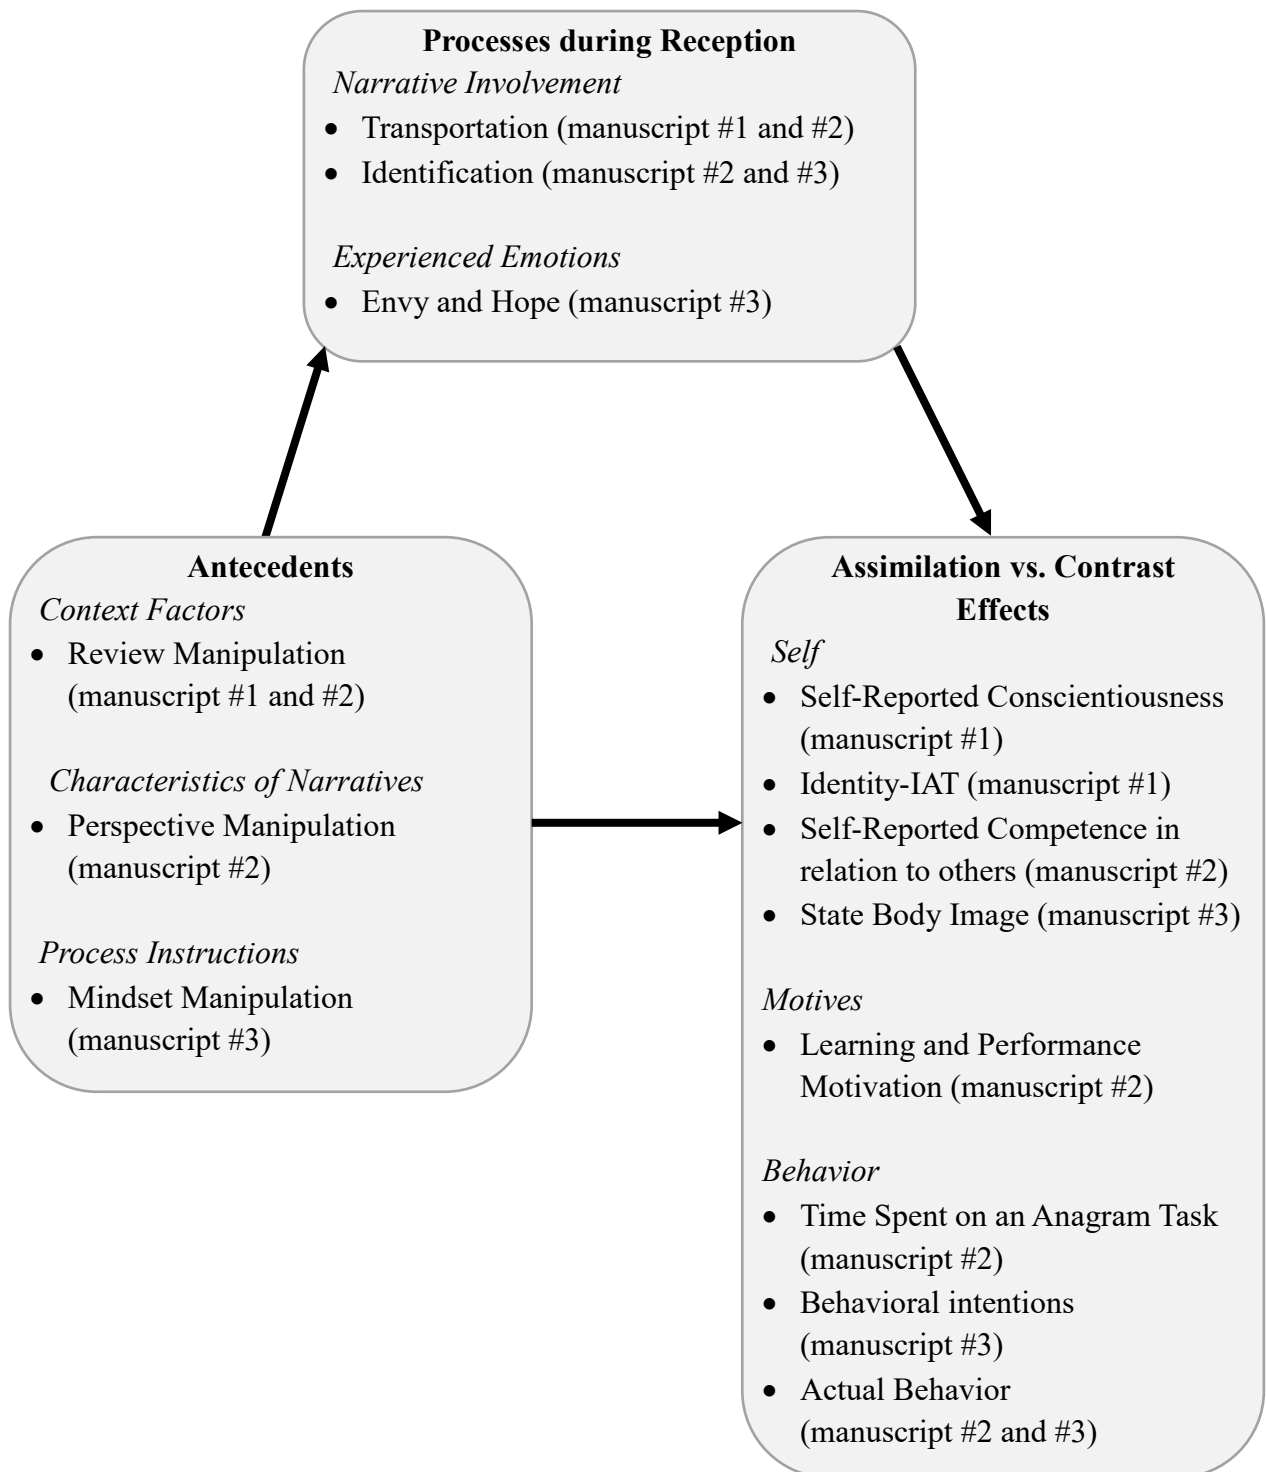 Processes during Reception
Narrative Involvement
• Transportation (manuscript #1 and #2)
• Identification (manuscript #2 and #3)
Experienced Emotions
• Envy and Hope (manuscript #3)
Antecedents
Context Factors
• Review Manipulation
(manuscript #1 and #2)
Characteristics of Narratives
• Perspective Manipulation
(manuscript #2)
Process Instructions
• Mindset Manipulation
(manuscript #3)
Assimilation vs. Contrast
Effects
Self
• Self-Reported Conscientiousness
(manuscript #1)
• Identity-IAT (manuscript #1)
• Self-Reported Competence in
relation to others (manuscript #2)
• State Body Image (manuscript #3)
Motives
• Learning and Performance
Motivation (manuscript #2)
Behavior
• Time Spent on an Anagram Task
(manuscript #2)
• Behavioral intentions
(manuscript #3)
• Actual Behavior
(manuscript #2 and #3)